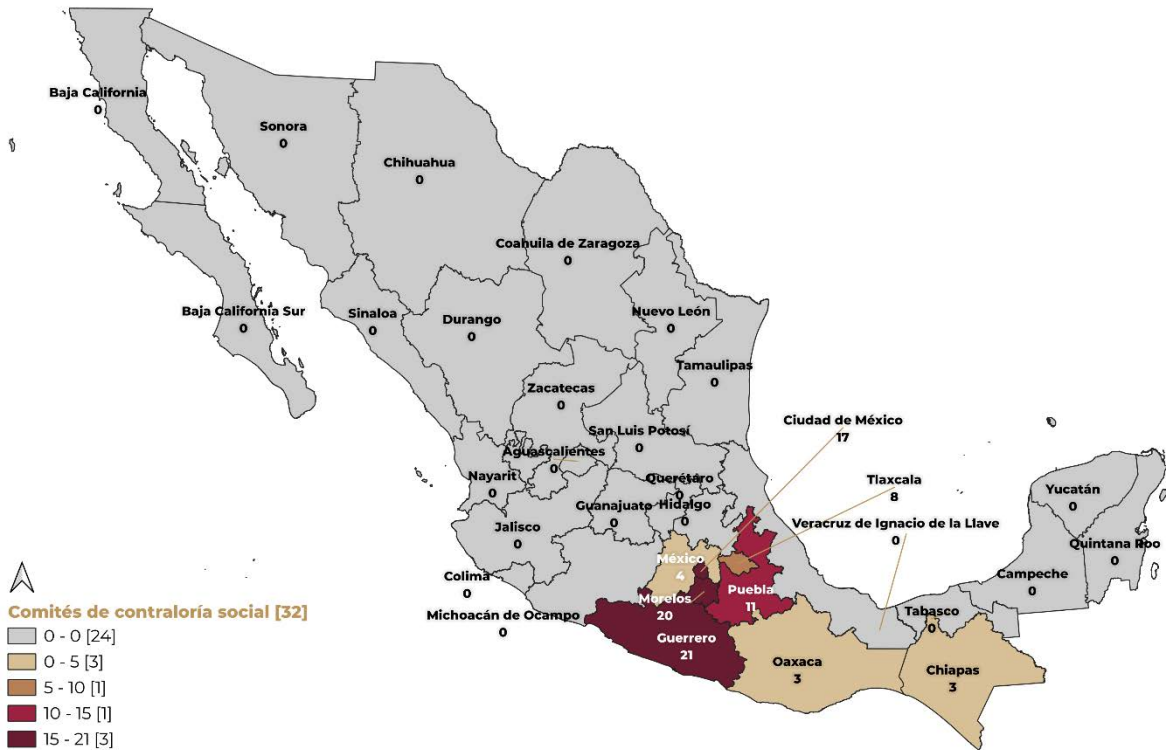 Baja California
0
Sonora
0
Chihuahua
0
Coahuila de Zaragoza
0
Baja California Sur
0
Sinaloa
0
Durango
0
Nuevo León
0
Tamaulipas
0
Zacatecas
0
San Luis Potosí
0
Aguascalientes
0
Nayarit
0
Querétaro
0
Guanajuato
0
Hidalgo
0
Jalisco
0
Ciudad de México
17
Tlaxcala
8
Veracruz de Ignacio de la Llave
0
Yucatán
0
Quintana Roo
0
Campeche
0
Tabasco
0
México
4
Colima
0
Michoacán de Ocampo
0
Morelos
20
Puebla
11
Guerrero
21
Oaxaca
3
Chiapas
3
Comités de contraloría social [32]
0 - 0 [24]
0 - 5 [3]
5 - 10 [1]
10 - 15 [1]
15 - 21 [3]